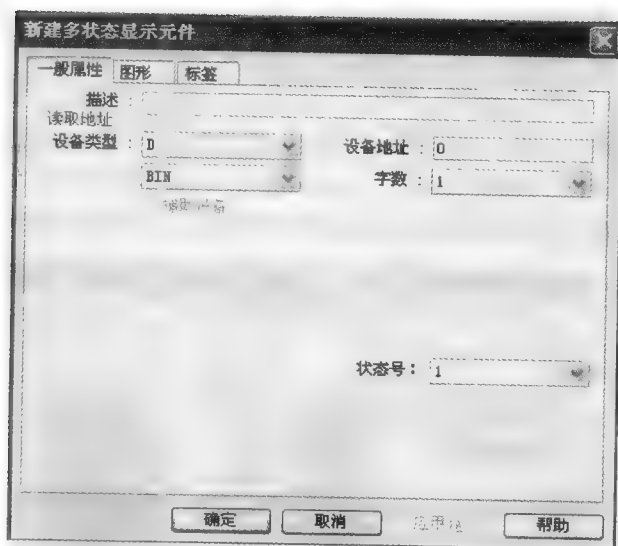 新建多状态显示元件
一般属性 图形 标签
描述：
读取地址
设备类型： D 设备地址： 0
BIN 字数： 1
状态号： 1
确定 取消 帮助